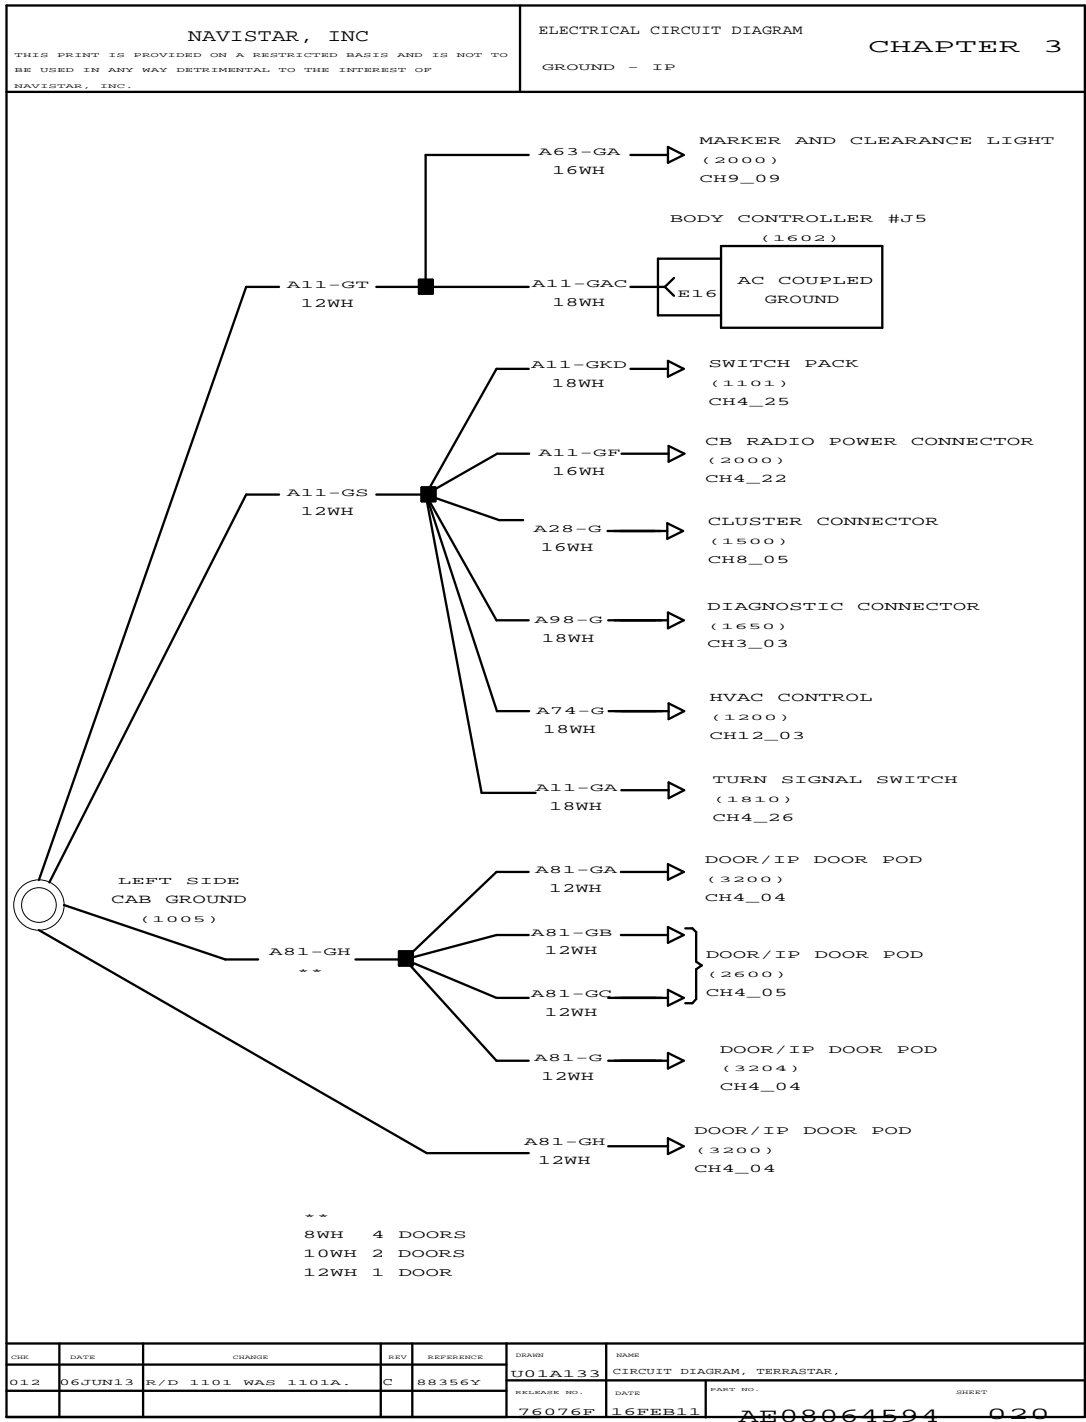 NAVISTAR, INC
THIS PRINT IS PROVIDED ON A RESTRICTED BASIS AND IS NOT TO
BE USED IN ANY WAY DETRIMENTAL TO THE INTEREST OF
NAVISTAR, INC.
ELECTRICAL CIRCUIT DIAGRAM
GROUND - IP
CHAPTER 3
A63-GA
16WH
MARKER AND CLEARANCE LIGHT
(2000)
CH9_09
BODY CONTROLLER #J5
(1602)
A11-GT
12WH
A11-GAC
18WH
E16
AC COUPLED
GROUND
A11-GKD
18WH
SWITCH PACK
(1101)
CH4_25
A11-GF
16WH
CB RADIO POWER CONNECTOR
(2000)
CH4_22
A11-GS
12WH
A28-G
16WH
CLUSTER CONNECTOR
(1500)
CH8_05
A98-G
18WH
DIAGNOSTIC CONNECTOR
(1650)
CH3_03
A74-G
18WH
HVAC CONTROL
(1200)
CH12_03
A11-GA
18WH
TURN SIGNAL SWITCH
(1810)
CH4_26
LEFT SIDE
CAB GROUND
(1005)
A81-GA
12WH
DOOR/IP DOOR POD
(3200)
CH4_04
A81-GH
**
A81-GB
12WH
A81-GC
12WH
DOOR/IP DOOR POD
(2600)
CH4_05
A81-G
12WH
DOOR/IP DOOR POD
(3204)
CH4_04
A81-GH
12WH
DOOR/IP DOOR POD
(3200)
CH4_04
**
8WH 4 DOORS
10WH 2 DOORS
12WH 1 DOOR
CHK DATE CHANGE REV REFERENCE
012 06JUN13 R/D 1101 WAS 1101A. C 88356Y
DRAWN
U01A133
NAME
CIRCUIT DIAGRAM, TERRASTAR,
RELEASE NO.
76076F
DATE
16FEB11
PART NO.
AE08064594
SHEET
020